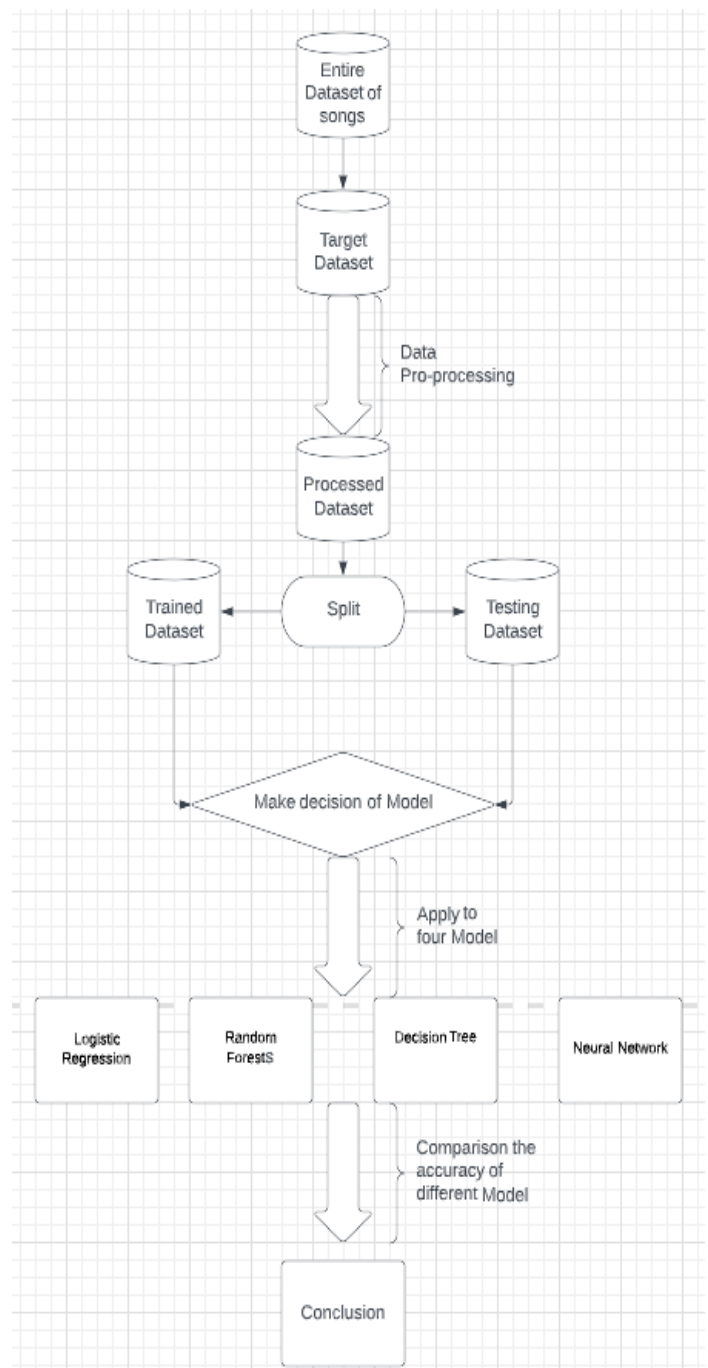 Entire
Dataset of
songs
Target
Dataset
Data
Pro-processing
Processed
Dataset
Trained
Dataset
Split
Testing
Dataset
Make decision of Model
Apply to
four Model
Logistic
Regression
Random
ForestS
Decision Tree
Neural Network
Comparison the
accuracy of
different Model
Conclusion